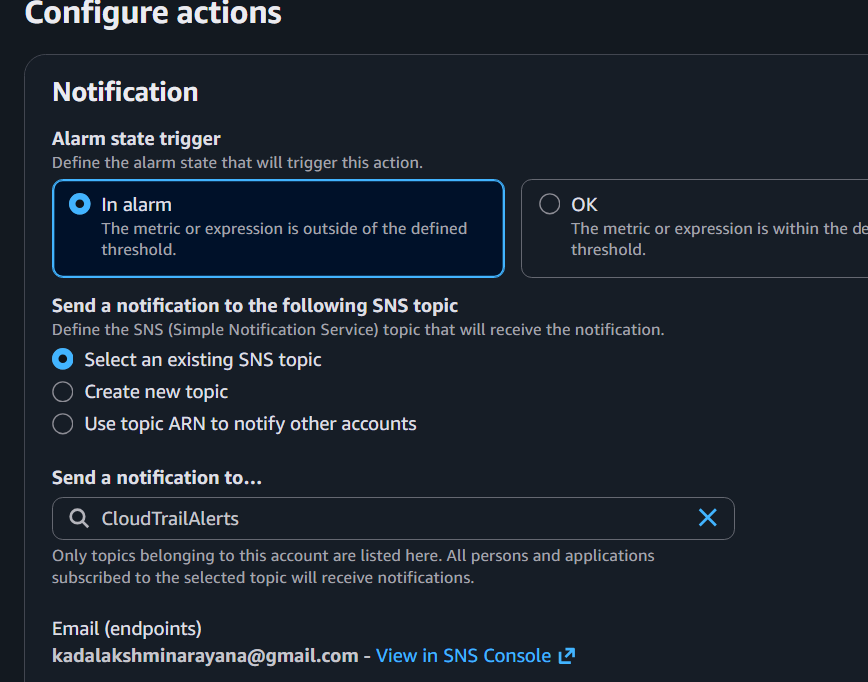 Configure actions
Notification
Alarm state trigger
Define the alarm state that will trigger this action.
In alarm
The metric or expression is outside of the defined
threshold.
OK
The metric or expression is within the de
threshold.
Send a notification to the following SNS topic
Define the SNS (Simple Notification Service) topic that will receive the notification.
Select an existing SNS topic
Create new topic
Use topic ARN to notify other accounts
Send a notification to…
CloudTrailAlerts
Only topics belonging to this account are listed here. All persons and applications
subscribed to the selected topic will receive notifications.
Email (endpoints)
kadalakshminarayana@gmail.com - View in SNS Console